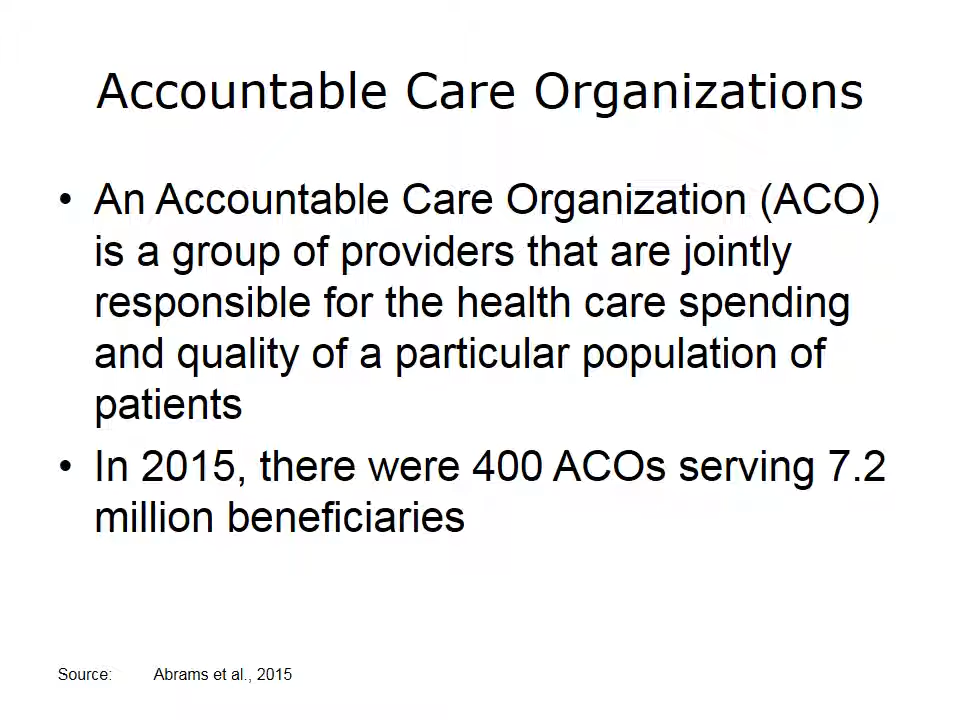 Accountable Care Organizations
• An Accountable Care Organization (ACO)
is a group of providers that are jointly
responsible for the health care spending
and quality of a particular population of
patients
• In 2015, there were 400 ACOs serving 7.2
million beneficiaries
Source: Abrams et al., 2015